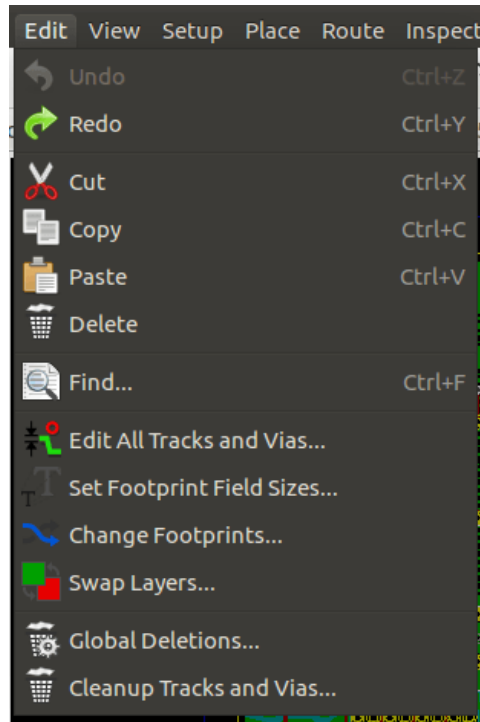 Edit View Setup Place Route Inspect
Undo Ctrl+Z
Redo Ctrl+Y
Cut Ctrl+X
Copy Ctrl+C
Paste Ctrl+V
Delete
Find... Ctrl+F
Edit All Tracks and Vias...
Set Footprint Field Sizes...
Change Footprints...
Swap Layers...
Global Deletions...
Cleanup Tracks and Vias...